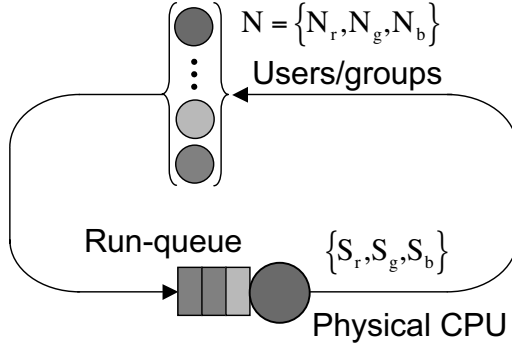 N = {N_r,N_g,N_b}
Users/groups
Run-queue
{S_r,S_g,S_b}
Physical CPU